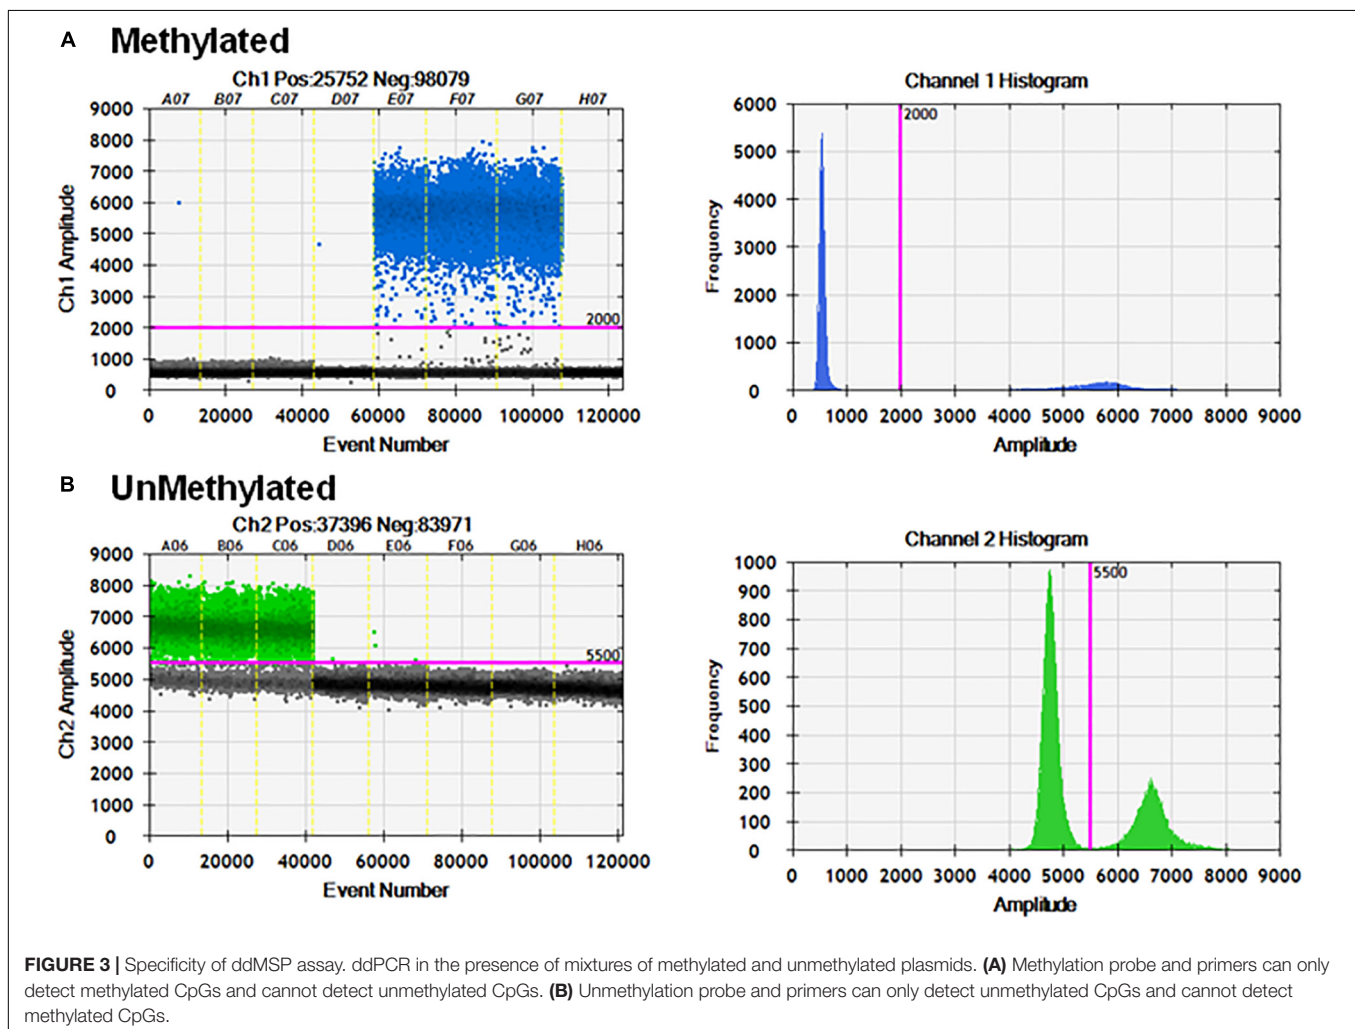 A Methylated
Ch1 Pos:25752 Neg:98079
A07 B07 C07 D07 E07 F07 G07 H07
9000
8000
7000
6000
5000
4000
3000
2000
1000
0
2000
Ch1 Amplitude
0 20000 40000 60000 80000 100000 120000
Event Number
Channel 1 Histogram
6000
5000
4000
3000
2000
1000
0
2000
Frequency
0 1000 2000 3000 4000 5000 6000 7000 8000 9000
Amplitude
B UnMethylated
Ch2 Pos:37396 Neg:83971
A06 B06 C06 D06 E06 F06 G06 H06
9000
8000
7000
6000
5000
4000
3000
2000
1000
0
5500
Ch2 Amplitude
0 20000 40000 60000 80000 100000 120000
Event Number
Channel 2 Histogram
1000
900
800
700
600
500
400
300
200
100
0
5500
Frequency
0 1000 2000 3000 4000 5000 6000 7000 8000 9000
Amplitude
FIGURE 3 | Specificity of ddMSP assay. ddPCR in the presence of mixtures of methylated and unmethylated plasmids. (A) Methylation probe and primers can only
detect methylated CpGs and cannot detect unmethylated CpGs. (B) Unmethylation probe and primers can only detect unmethylated CpGs and cannot detect
methylated CpGs.